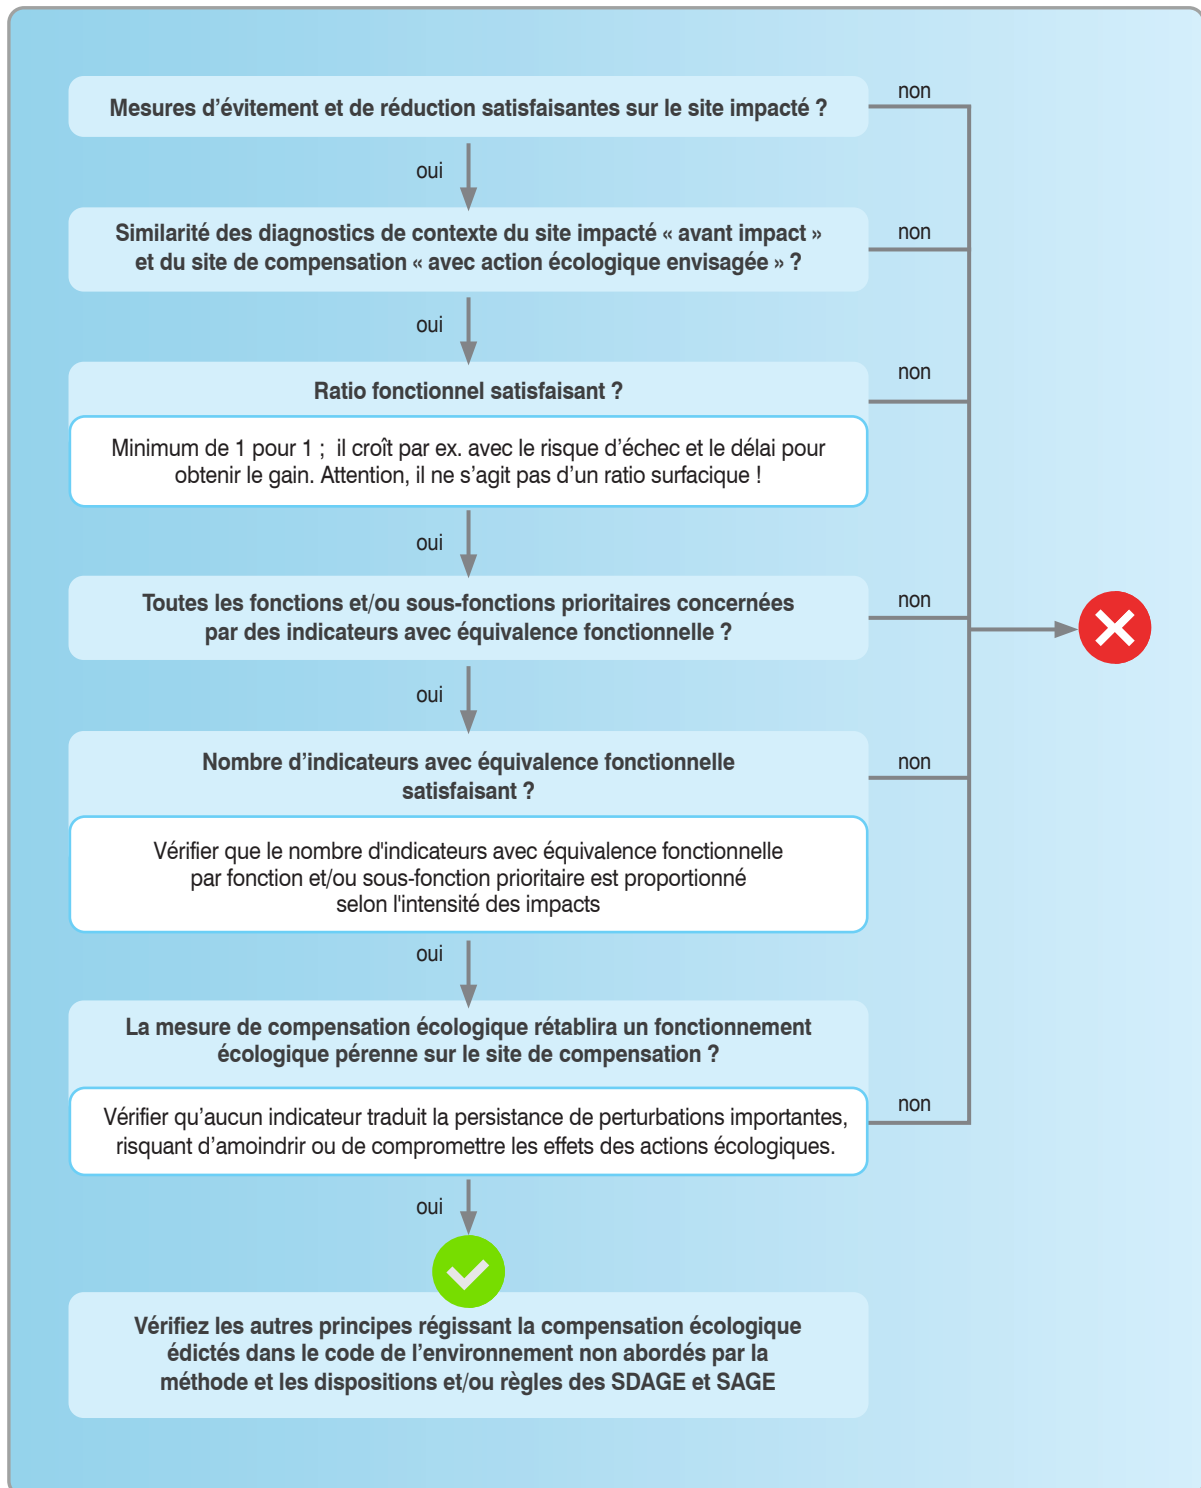 Mesures d’évitement et de réduction satisfaisantes sur le site impacté ?
non
oui
Similarité des diagnostics de contexte du site impacté « avant impact »
et du site de compensation « avec action écologique envisagée » ?
non
oui
Ratio fonctionnel satisfaisant ?
non
Minimum de 1 pour 1 ; il croît par ex. avec le risque d’échec et le délai pour
obtenir le gain. Attention, il ne s’agit pas d’un ratio surfacique !
oui
Toutes les fonctions et/ou sous-fonctions prioritaires concernées
par des indicateurs avec équivalence fonctionnelle ?
non
oui
Nombre d’indicateurs avec équivalence fonctionnelle
satisfaisant ?
non
Vérifier que le nombre d'indicateurs avec équivalence fonctionnelle
par fonction et/ou sous-fonction prioritaire est proportionné
selon l'intensité des impacts
oui
La mesure de compensation écologique rétablira un fonctionnement
écologique pérenne sur le site de compensation ?
non
Vérifier qu’aucun indicateur traduit la persistance de perturbations importantes,
risquant d’amoindrir ou de compromettre les effets des actions écologiques.
oui
Vérifiez les autres principes régissant la compensation écologique
édictés dans le code de l’environnement non abordés par la
méthode et les dispositions et/ou règles des SDAGE et SAGE